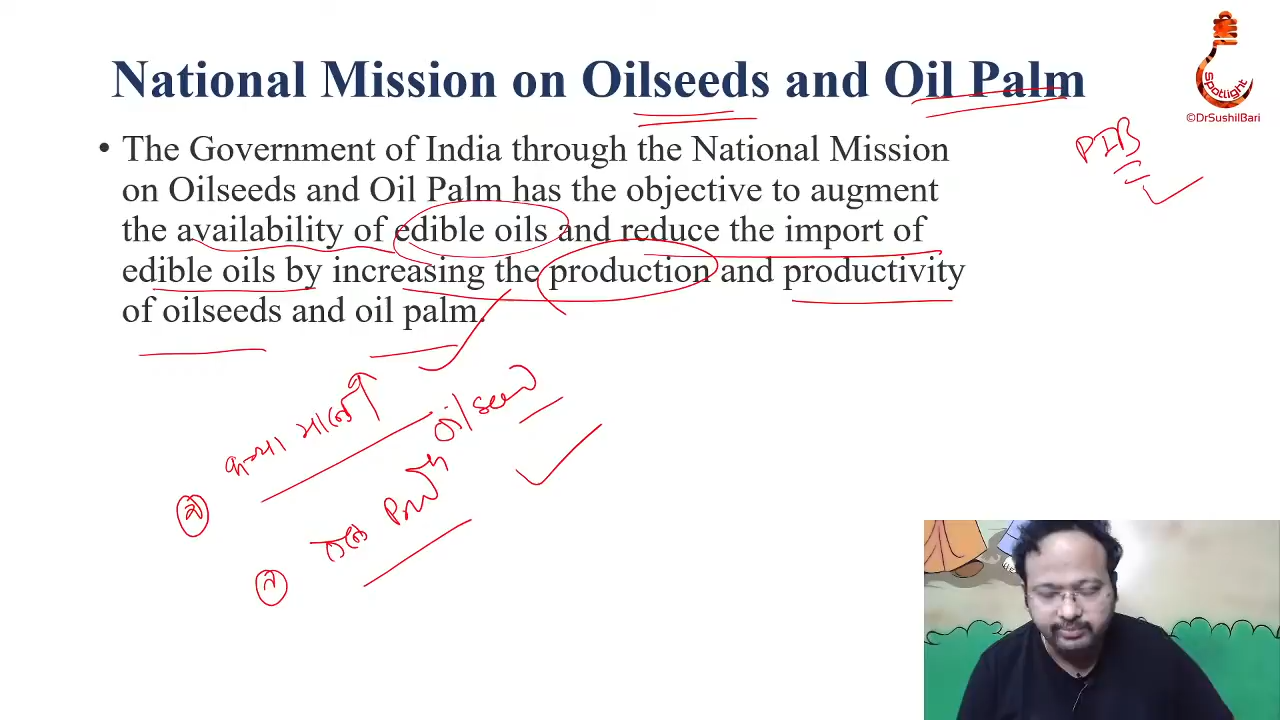 National Mission on Oilseeds and Oil Palm
Spotlight
©DrSushilBari
PIB
• The Government of India through the National Mission
on Oilseeds and Oil Palm has the objective to augment
the availability of edible oils and reduce the import of
edible oils by increasing the production and productivity
of oilseeds and oil palm.
oil seed